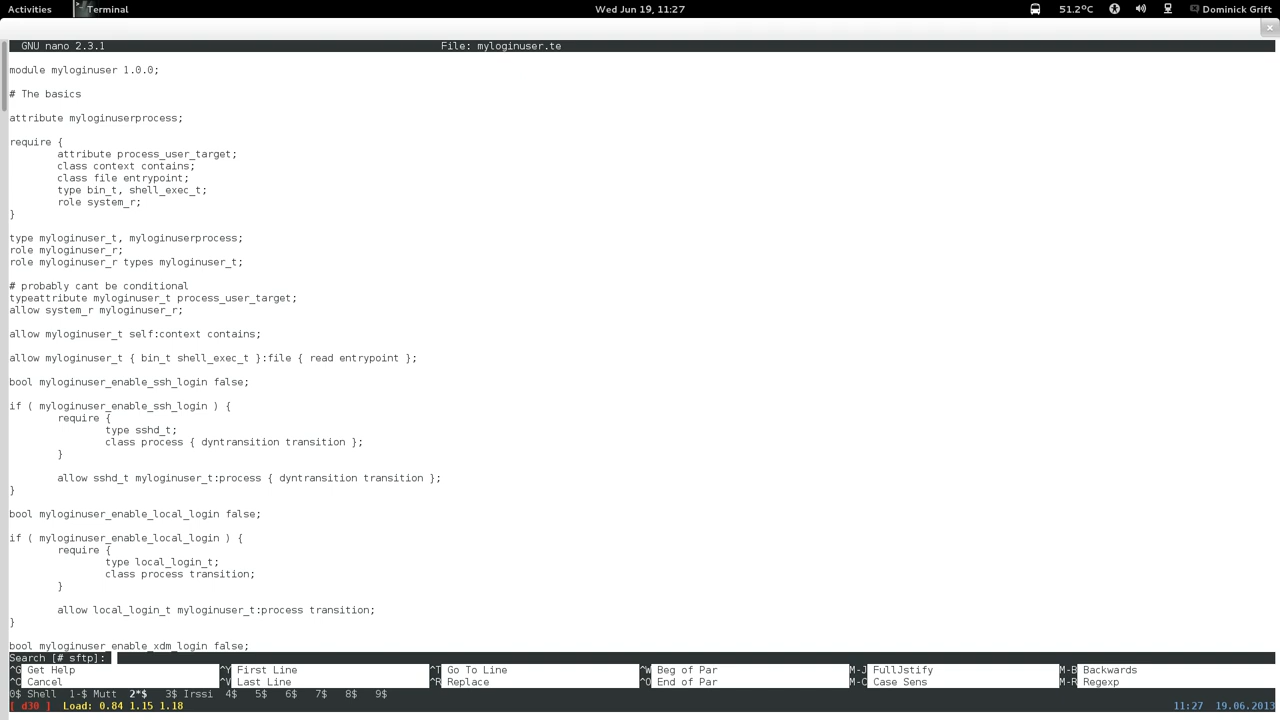 Activities Terminal Wed Jun 19, 11:27 51.2°C Dominick Grift
GNU nano 2.3.1 File: myloginuser.te
module myloginuser 1.0.0;
# The basics
attribute myloginuserprocess;
require {
attribute process_user_target;
class context contains;
class file entrypoint;
type bin_t, shell_exec_t;
role system_r;
}
type myloginuser_t, myloginuserprocess;
role myloginuser_r;
role myloginuser_r types myloginuser_t;
# probably cant be conditional
typeattribute myloginuser_t process_user_target;
allow system_r myloginuser_r;
allow myloginuser_t self:context contains;
allow myloginuser_t { bin_t shell_exec_t }:file { read entrypoint };
bool myloginuser_enable_ssh_login false;
if ( myloginuser_enable_ssh_login ) {
require {
type sshd_t;
class process { dyntransition transition };
}
allow sshd_t myloginuser_t:process { dyntransition transition };
}
bool myloginuser_enable_local_login false;
if ( myloginuser_enable_local_login ) {
require {
type local_login_t;
class process transition;
}
allow local_login_t myloginuser_t:process transition;
}
bool myloginuser_enable_xdm_login false;
Search [# sftp]:
^G Get Help ^Y First Line ^T Go To Line ^W Beg of Par M-J FullJstify M-B Backwards
^C Cancel ^V Last Line ^R Replace ^O End of Par M-C Case Sens M-R Regexp
0$ Shell 1-$ Mutt 2*$ 3$ Irssi 4$ 5$ 6$ 7$ 8$ 9$
[ d30 ] Load: 0.84 1.15 1.18 11:27 19.06.2013